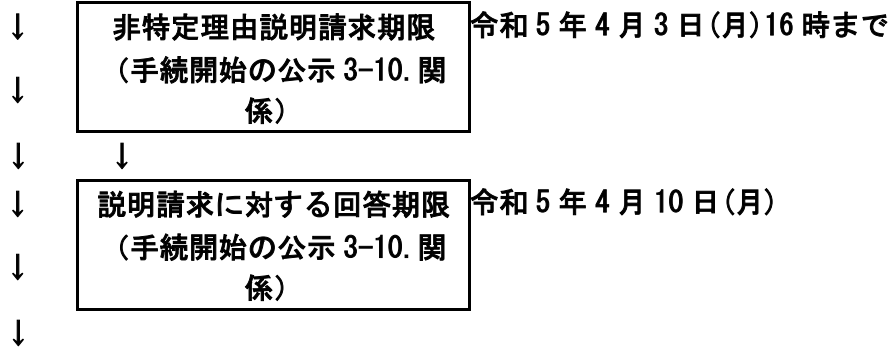 ↓ 非特定理由説明請求期限 令和5年4月3日(月)16時まで
↓ (手続開始の公示3-10.関
係)
↓ ↓
↓ 説明請求に対する回答期限 令和5年4月10日(月)
↓ (手続開始の公示3-10.関
係)
↓